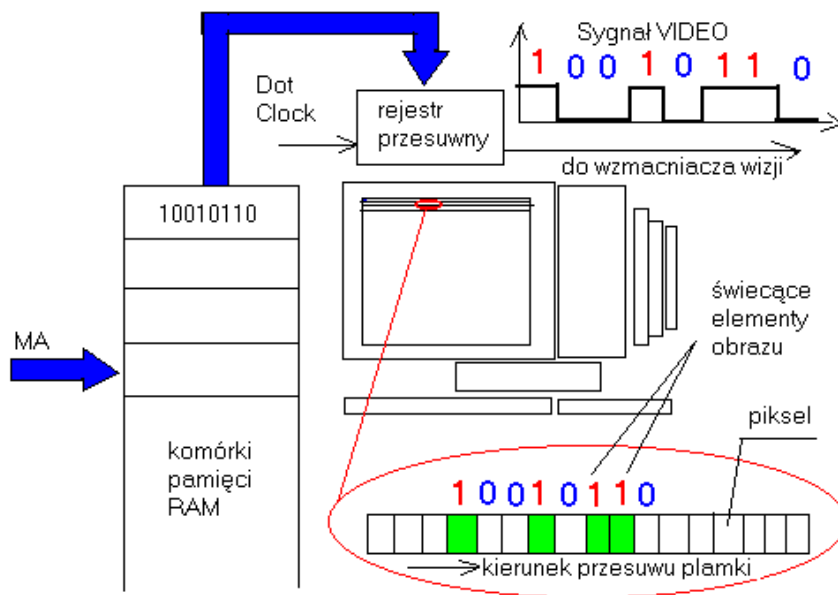 Sygnał VIDEO
1 0 0 1 0 1 1 0
Dot
Clock
rejestr
przesuwny
do wzmacniacza wizji
10010110
MA
świecące
elementy
obrazu
komórki
pamięci
RAM
piksel
1 0 0 1 0 1 1 0
kierunek przesuwu plamki